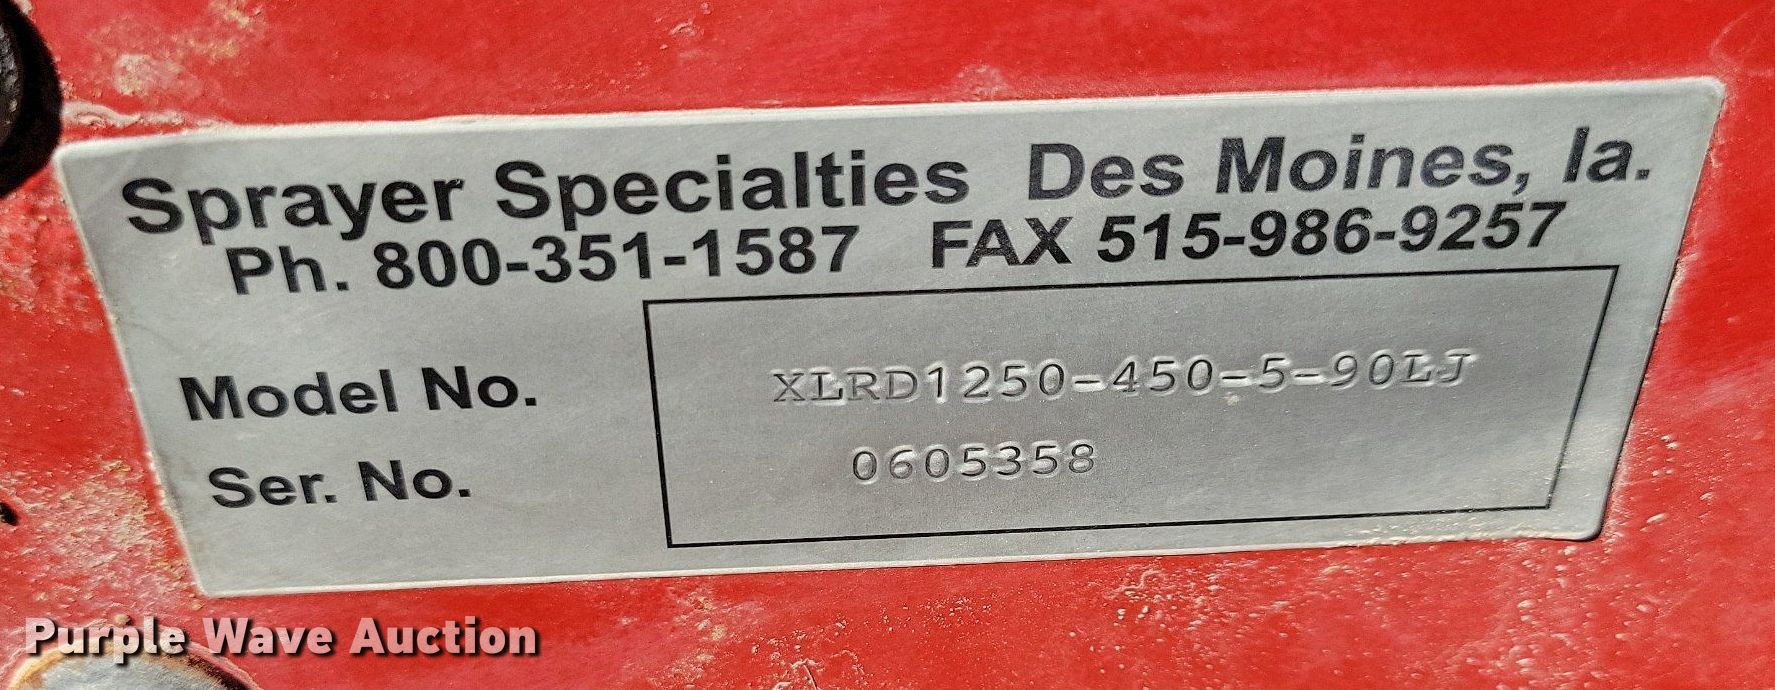 Sprayer Specialties Des Moines, Ia.
Ph. 800-351-1587 FAX 515-986-9257
Model No. XLRD1250-450-5-90LJ
Ser. No. 0605358
Purple Wave Auction